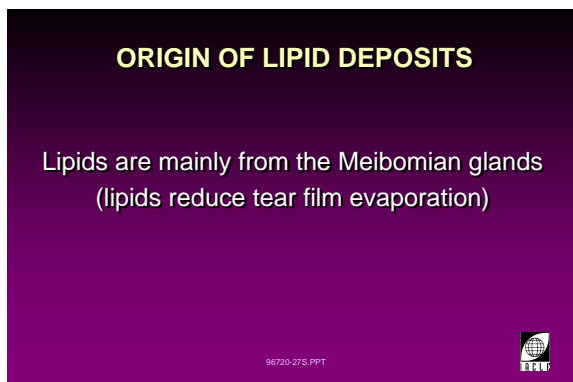 ORIGIN OF LIPID DEPOSITS
Lipids are mainly from the Meibomian glands
(lipids reduce tear film evaporation)
96720-27S.PPT
IACLE